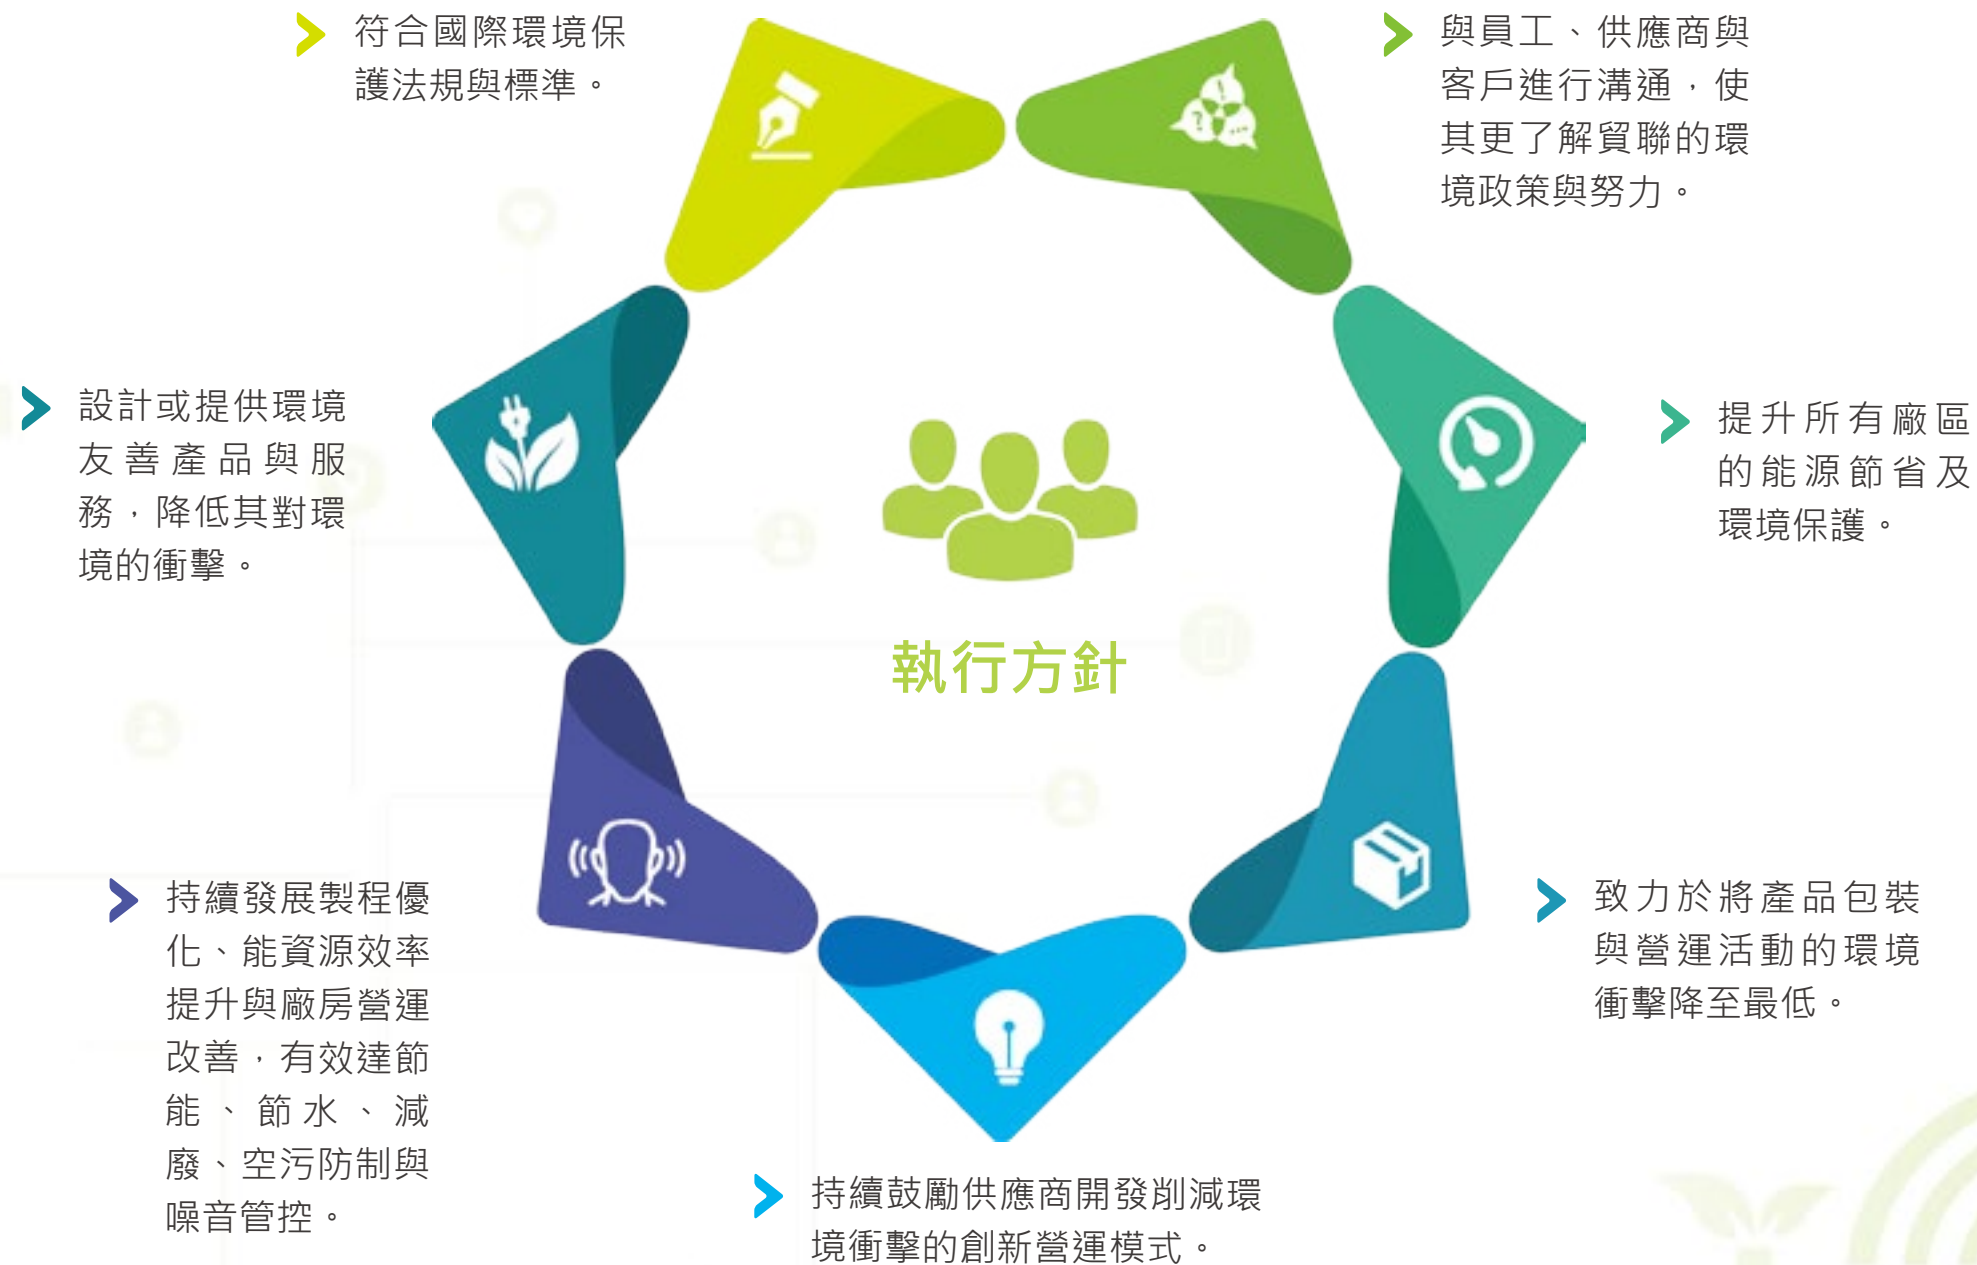 符合國際環境保
護法規與標準。
與員工、供應商與
客戶進行溝通，使
其更了解貿聯的環
境政策與努力。
提升所有廠區
的能源節省及
環境保護。
致力於將產品包裝
與營運活動的環境
衝擊降至最低。
持續鼓勵供應商開發削減環
境衝擊的創新營運模式。
持續發展製程優
化、能資源效率
提升與廠房營運
改善，有效達節
能、節水、減
廢、空污防制與
噪音管控。
設計或提供環境
友善產品與服
務，降低其對環
境的衝擊。
執行方針